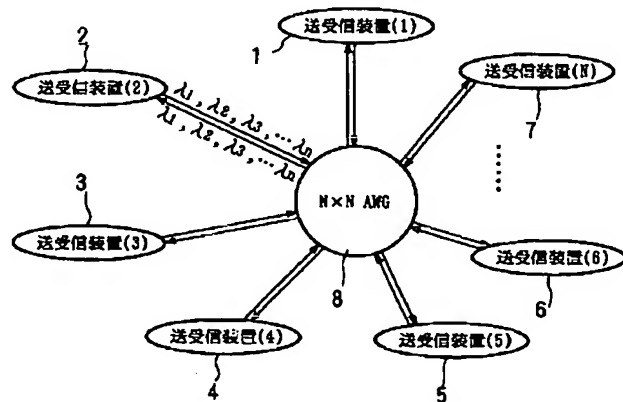 1
送受信装置(1)
2
送受信装置(2)
送受信装置(N)
7
λ1, λ2, λ3, …λn
λ1, λ2, λ3, …λn
3
送受信装置(3)
N×N AWG
8
送受信装置(6)
6
送受信装置(4)
4
送受信装置(5)
5